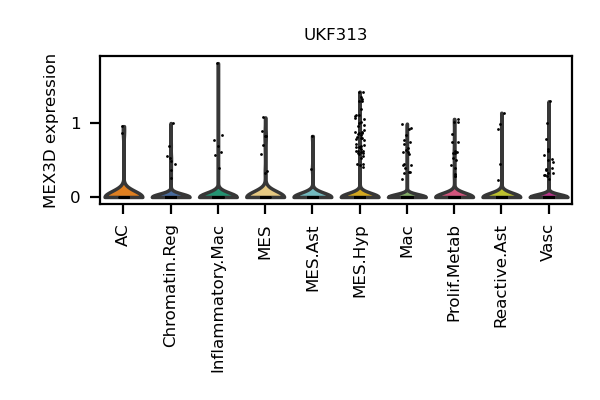 UKF313
MEX3D expression
1
0
AC
Chromatin.Reg
Inflammatory.Mac
MES
MES.Ast
MES.Hyp
Mac
Prolif.Metab
Reactive.Ast
Vasc